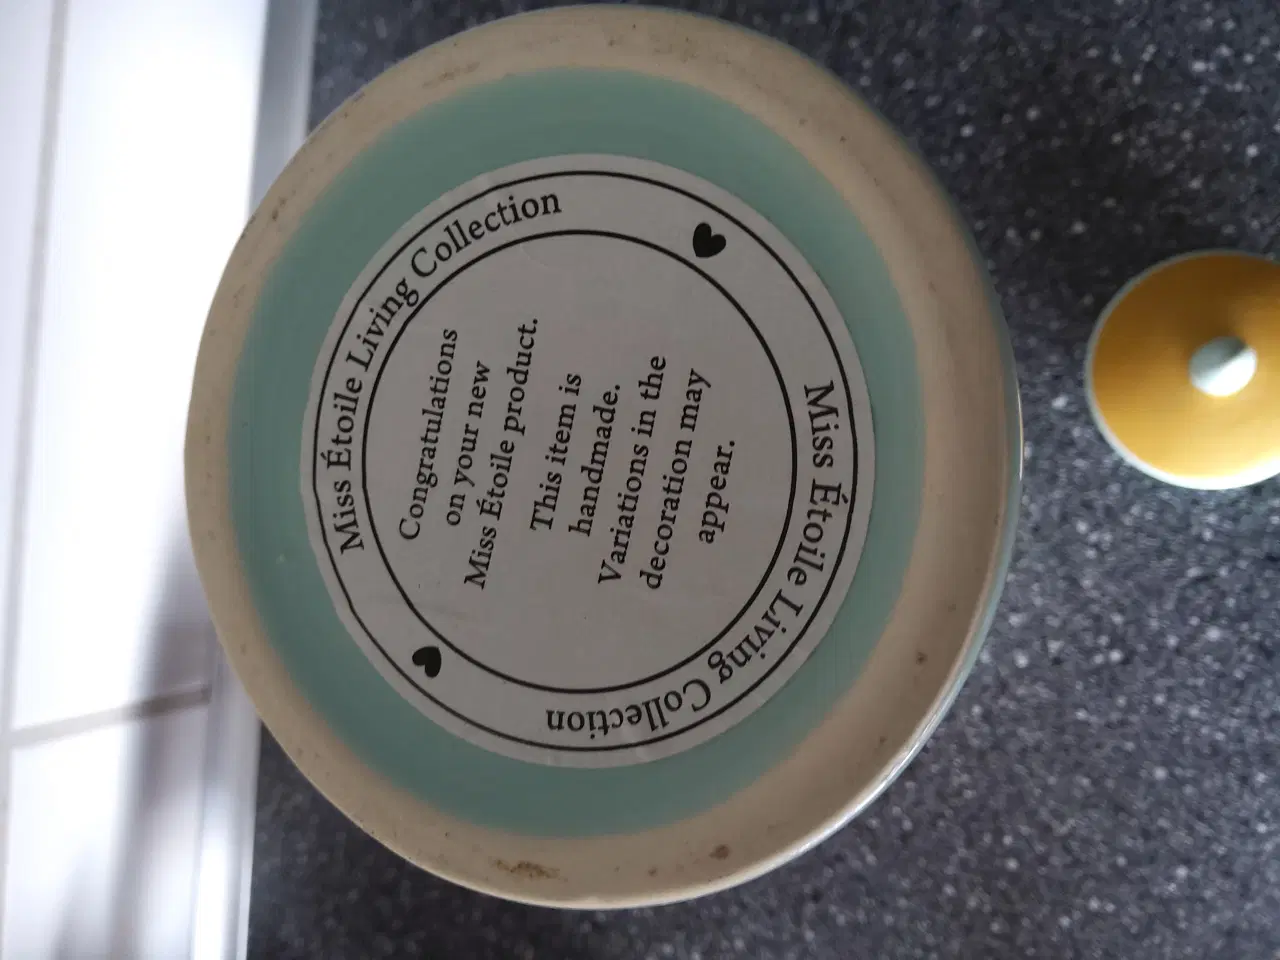 Miss Étoile Living Collection
Congratulations
on your new
Miss Étoile product.
This item is
handmade.
Variations in the
decoration may
appear.
Miss Étoile Living Collection